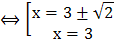 ⇔ [ x = 3 ± √2
x = 3